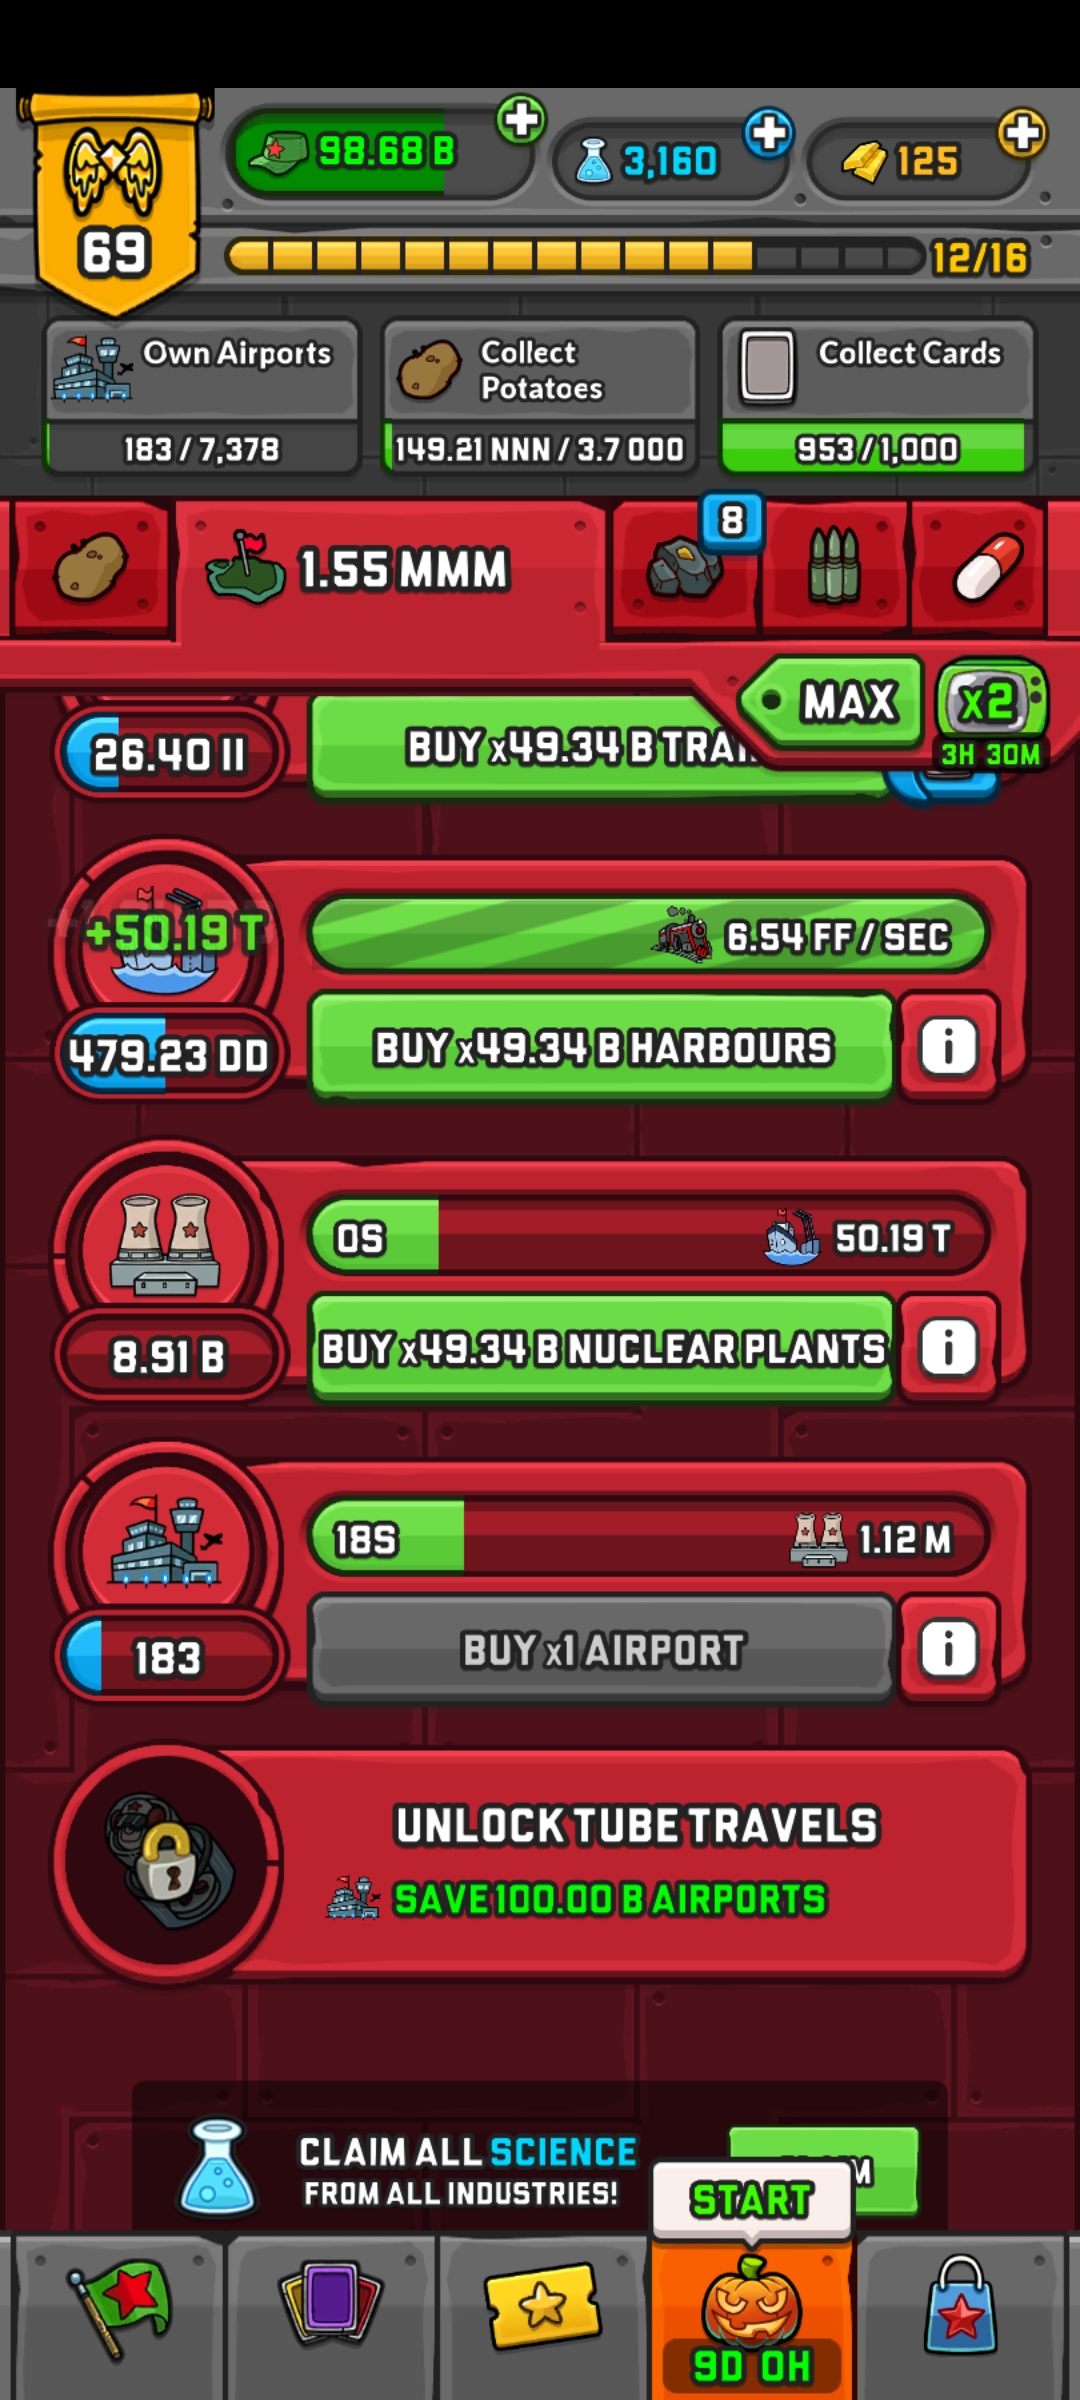 98.68 B
3,160
125
69
12/16
Own Airports
183 / 7,378
Collect
Potatoes
149.21 NNN / 3.7 OOO
Collect Cards
953 / 1,000
1.55 MMM
8
MAX
x2
3H 30M
26.40 II
BUY x49.34 B
+50.19 T
6.54 FF / SEC
479.23 DD
BUY x49.34 B HARBOURS
i
0S
50.19 T
8.91 B
BUY x49.34 B NUCLEAR PLANTS
i
18S
1.12 M
183
BUY x1 AIRPORT
i
UNLOCK TUBE TRAVELS
SAVE 100.00 B AIRPORTS
CLAIM ALL SCIENCE
FROM ALL INDUSTRIES!
START
9D 0H